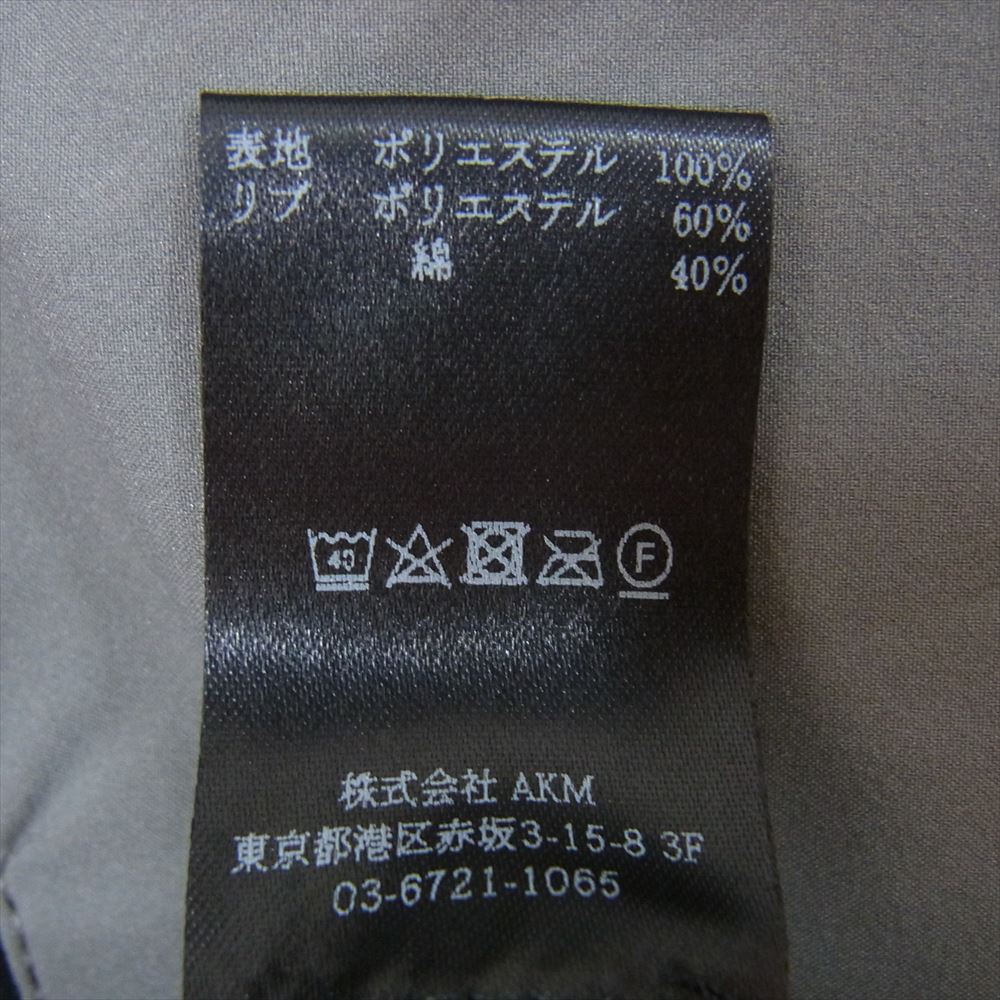 表地 ポリエステル 100%
リブ ポリエステル 60%
綿 40%
40 F
株式会社 AKM
東京都港区赤坂3-15-8 3F
03-6721-1065